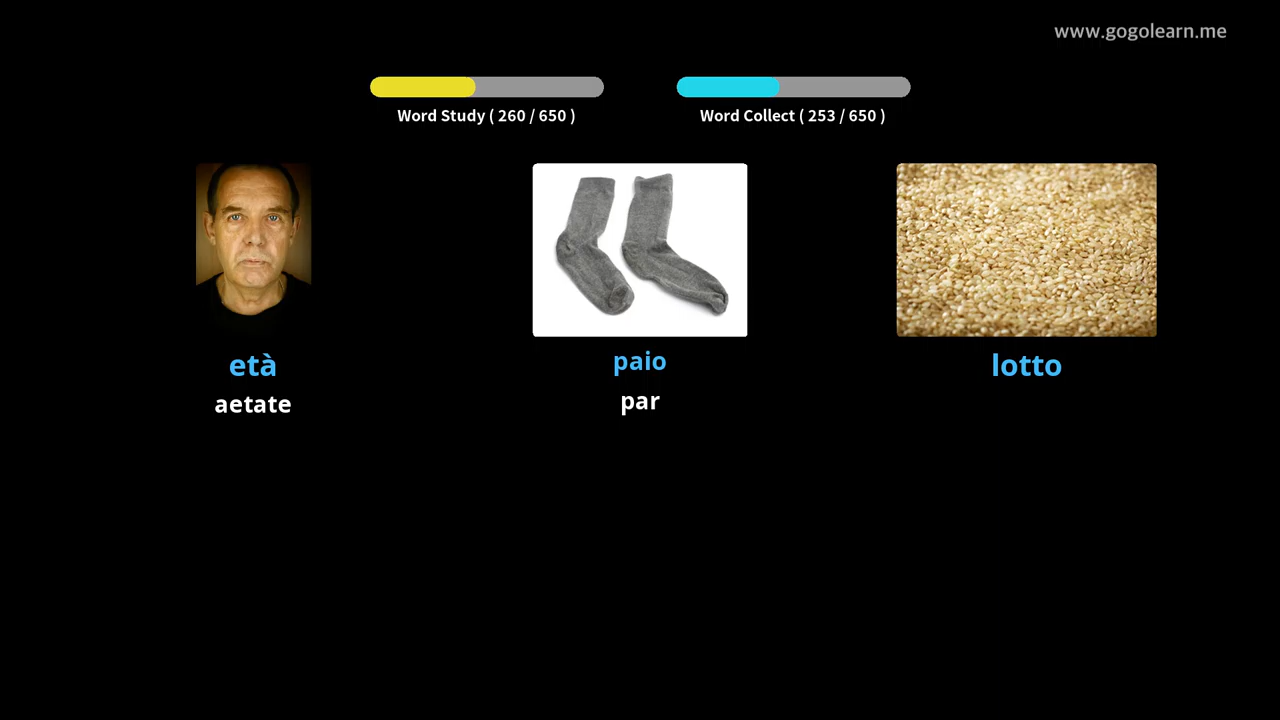 www.gogolearn.me
Word Study ( 260 / 650 )
Word Collect ( 253 / 650 )
età
paio
lotto
aetate
par